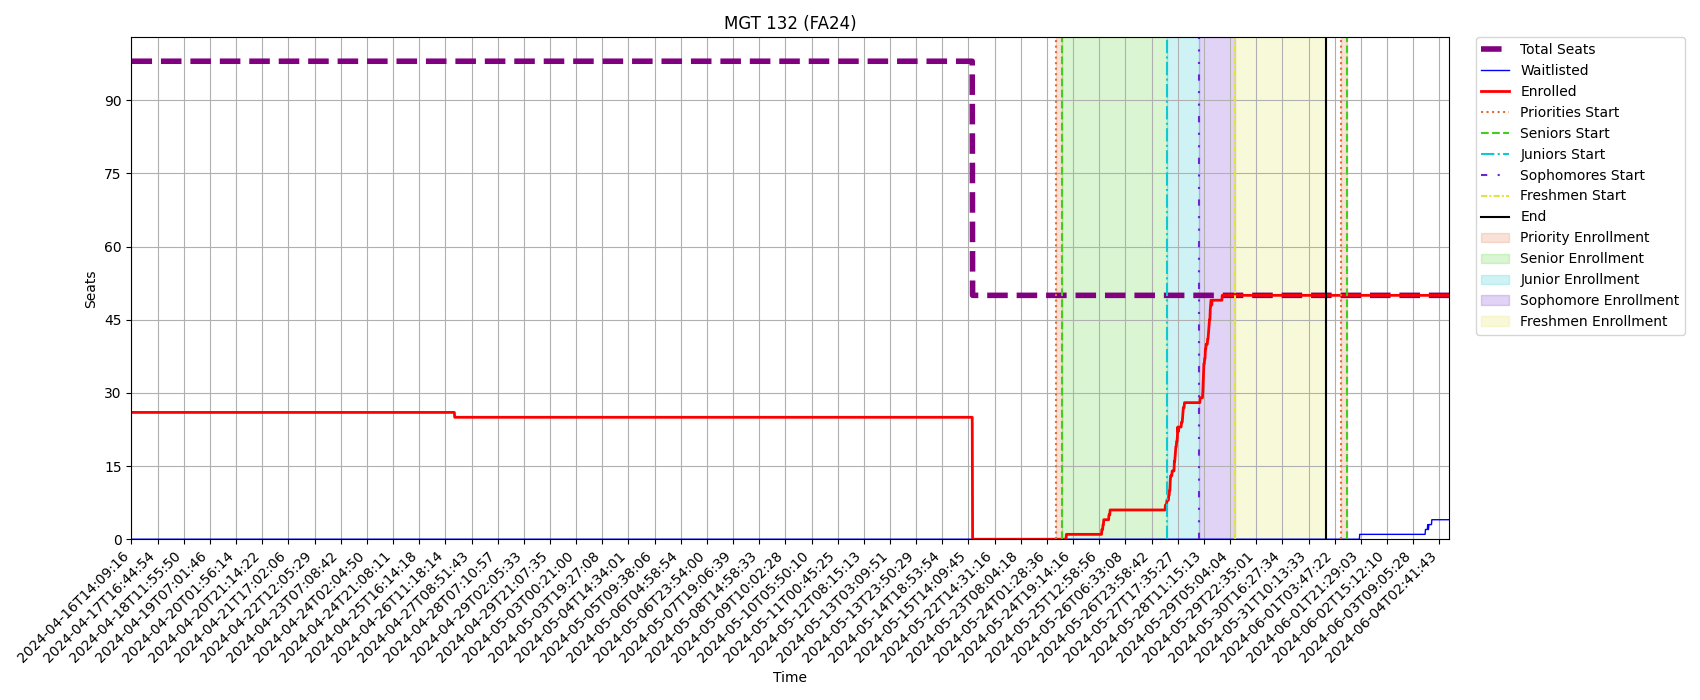 MGT 132 (FA24)
Total Seats
Waitlisted
Enrolled
Priorities Start
Seniors Start
Juniors Start
Sophomores Start
Freshmen Start
End
Priority Enrollment
Senior Enrollment
Junior Enrollment
Sophomore Enrollment
Freshmen Enrollment
Seats
90
75
60
45
30
15
0
2024-04-16T14:09:16
2024-04-17T16:44:54
2024-04-18T11:55:50
2024-04-19T07:01:46
2024-04-20T01:56:14
2024-04-20T21:14:22
2024-04-21T17:02:06
2024-04-22T12:05:29
2024-04-23T07:08:42
2024-04-24T02:04:50
2024-04-24T21:08:11
2024-04-25T16:14:18
2024-04-26T11:18:14
2024-04-27T08:51:43
2024-04-28T07:10:57
2024-04-29T02:05:33
2024-04-29T21:07:35
2024-05-03T00:21:00
2024-05-03T19:27:08
2024-05-04T14:34:01
2024-05-05T09:38:06
2024-05-06T04:58:54
2024-05-06T23:54:00
2024-05-07T19:06:39
2024-05-08T14:58:33
2024-05-09T10:02:28
2024-05-10T05:50:10
2024-05-11T00:45:25
2024-05-12T08:15:13
2024-05-13T03:09:51
2024-05-13T23:50:29
2024-05-14T18:53:54
2024-05-15T14:09:45
2024-05-22T14:31:16
2024-05-23T08:04:18
2024-05-24T01:28:36
2024-05-24T19:14:16
2024-05-25T12:58:56
2024-05-26T06:33:08
2024-05-26T23:58:42
2024-05-27T17:35:27
2024-05-28T11:15:13
2024-05-29T05:04:04
2024-05-29T22:35:01
2024-05-30T16:27:34
2024-05-31T10:13:33
2024-06-01T03:47:22
2024-06-01T21:29:03
2024-06-02T15:12:10
2024-06-03T09:05:28
2024-06-04T02:41:43
Time